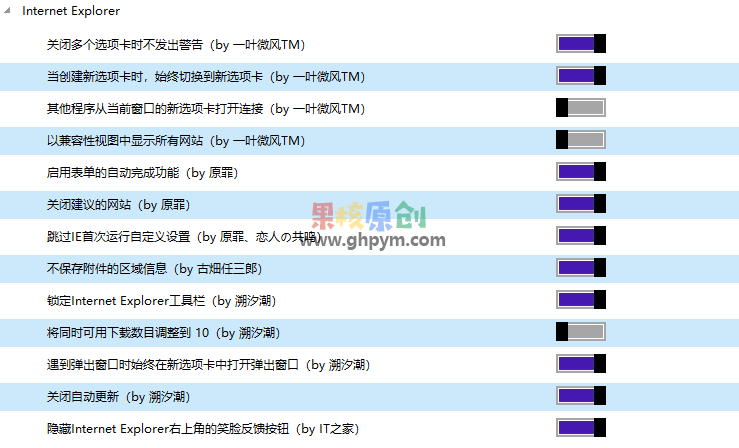 Internet Explorer
关闭多个选项卡时不发出警告（by 一叶微风TM）
当创建新选项卡时，始终切换到新选项卡（by 一叶微风TM）
其他程序从当前窗口的新选项卡打开连接（by 一叶微风TM）
以兼容性视图中显示所有网站（by 一叶微风TM）
启用表单的自动完成功能（by 原罪）
关闭建议的网站（by 原罪）
果核原创
跳过IE首次运行自定义设置（by 原罪、恋人の共鸣）
www.ghpym.com
不保存附件的区域信息（by 古畑任三郎）
锁定Internet Explorer工具栏（by 溯汐潮）
将同时可用下载数目调整到 10（by 溯汐潮）
遇到弹出窗口时始终在新选项卡中打开弹出窗口（by 溯汐潮）
关闭自动更新（by 溯汐潮）
隐藏Internet Explorer右上角的笑脸反馈按钮（by IT之家）